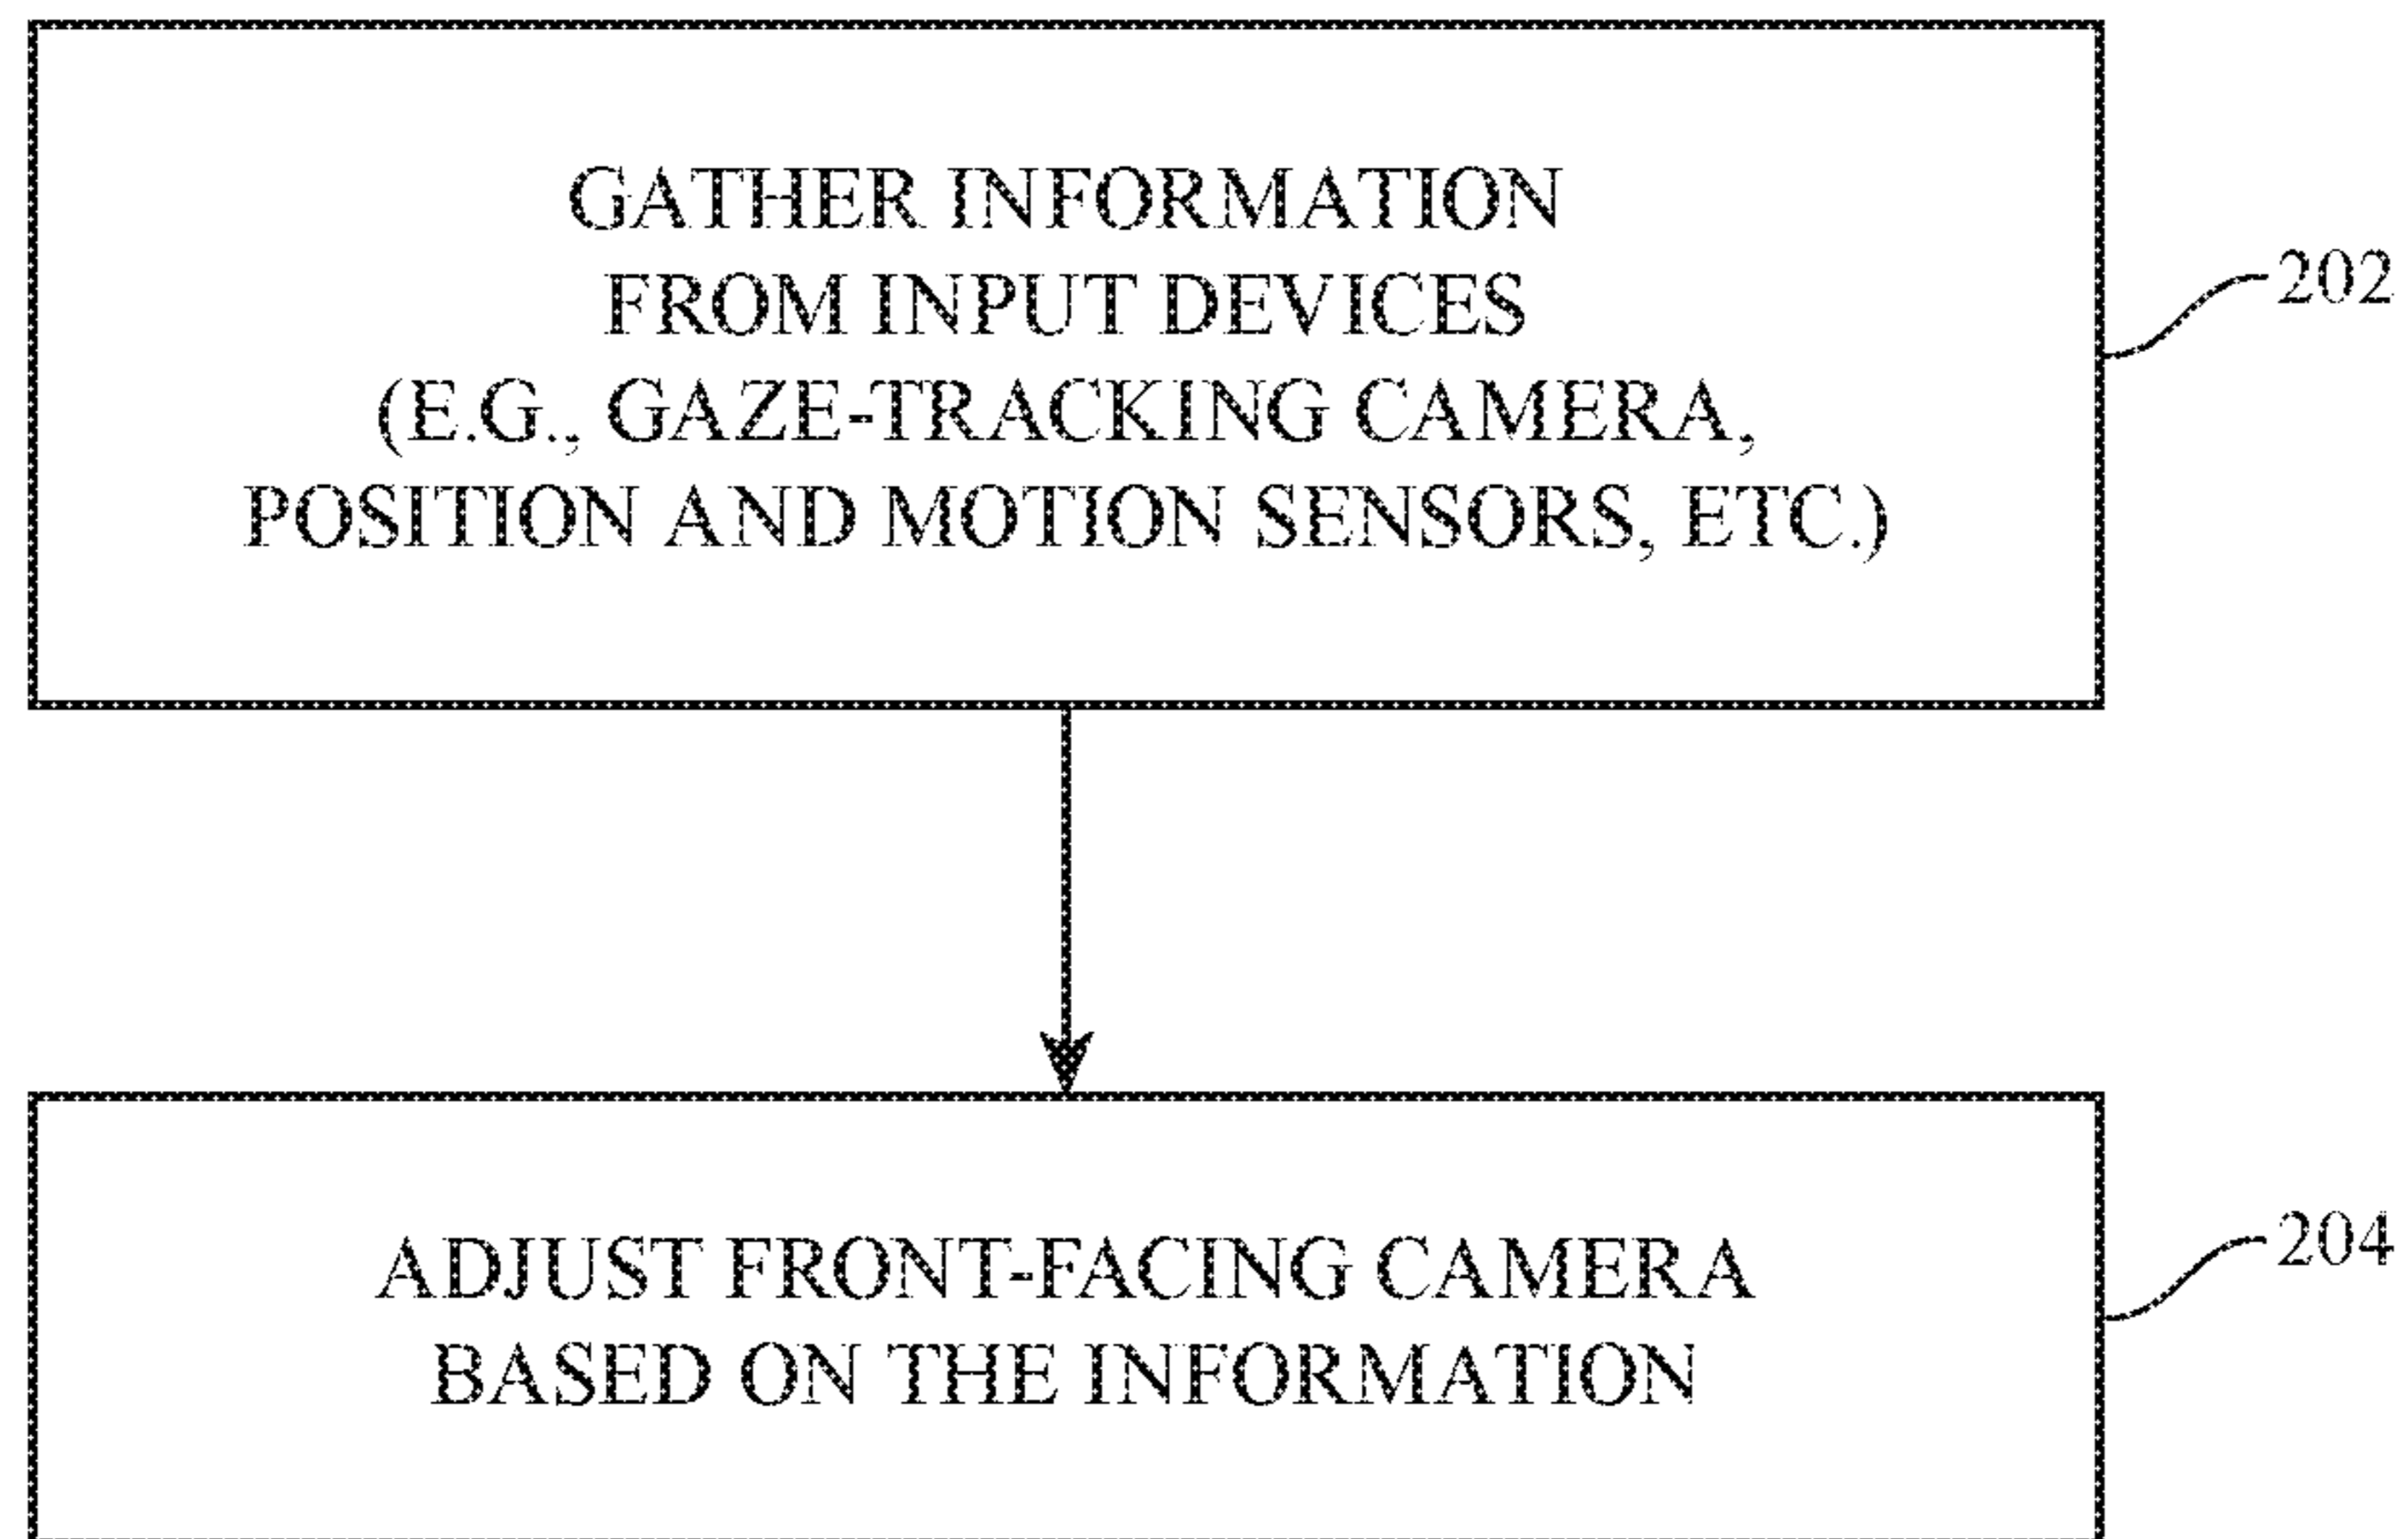 GATHER INFORMATION
FROM INPUT DEVICES
(E.G., GAZE-TRACKING CAMERA,
POSITION AND MOTION SENSORS, ETC.)
202
ADJUST FRONT-FACING CAMERA
BASED ON THE INFORMATION
204